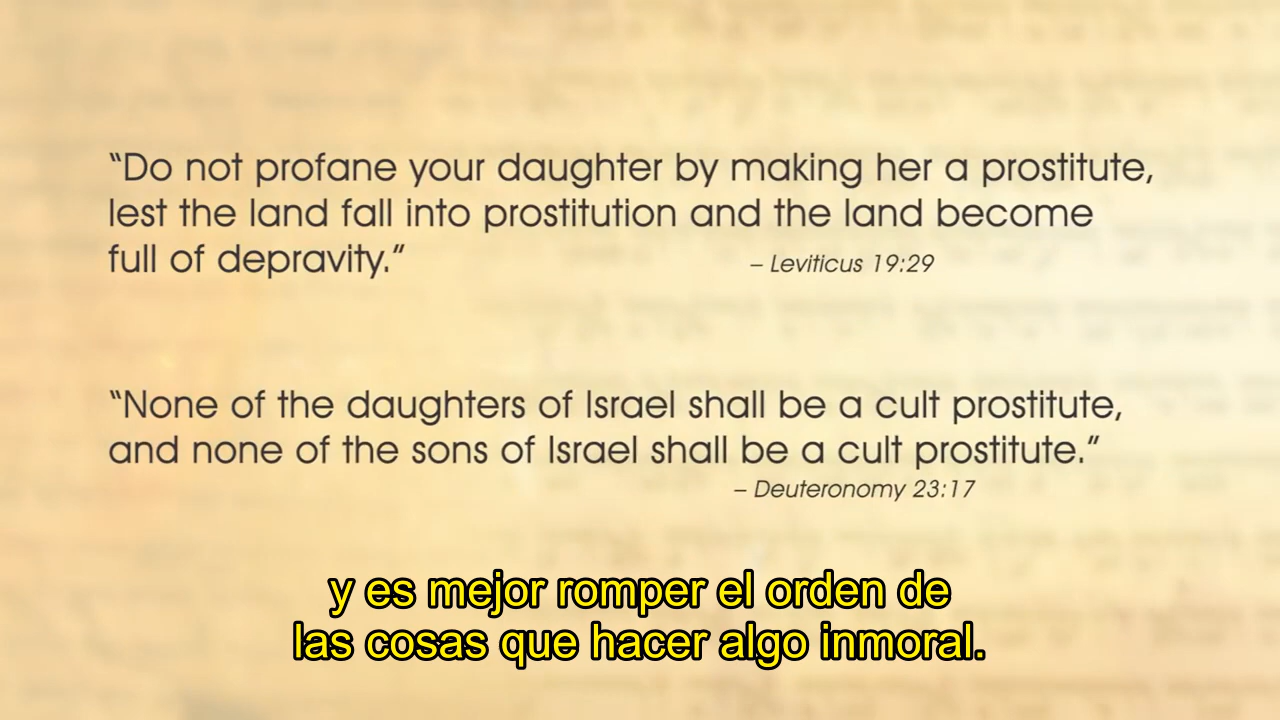 “Do not profane your daughter by making her a prostitute,
lest the land fall into prostitution and the land become
full of depravity.”
– Leviticus 19:29
“None of the daughters of Israel shall be a cult prostitute,
and none of the sons of Israel shall be a cult prostitute.”
– Deuteronomy 23:17
y es mejor romper el orden de
las cosas que hacer algo inmoral.